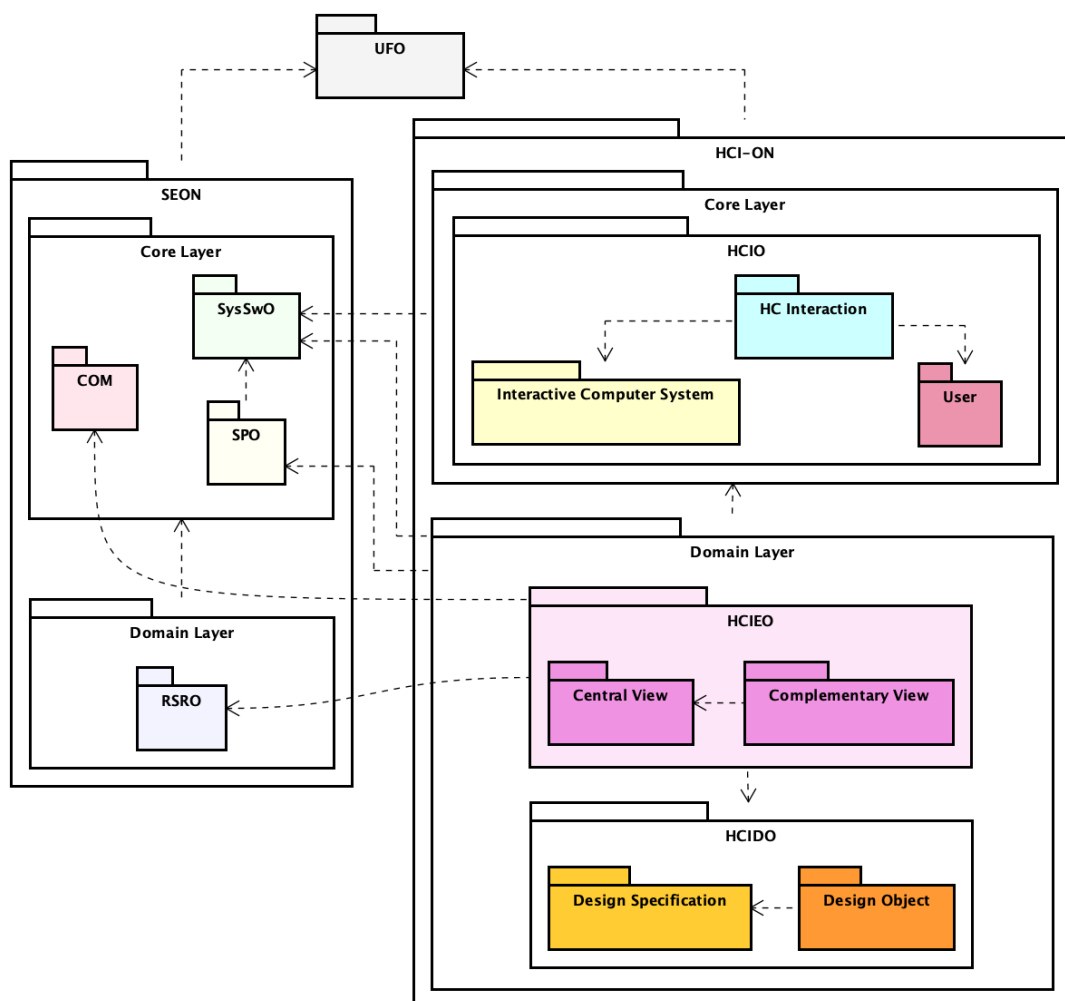 UFO
SEON
Core Layer
SysSwO
COM
SPO
Domain Layer
RSRO
HCI-ON
Core Layer
HCIO
HC Interaction
Interactive Computer System
User
Domain Layer
HCIEO
Central View
Complementary View
HCIDO
Design Specification
Design Object